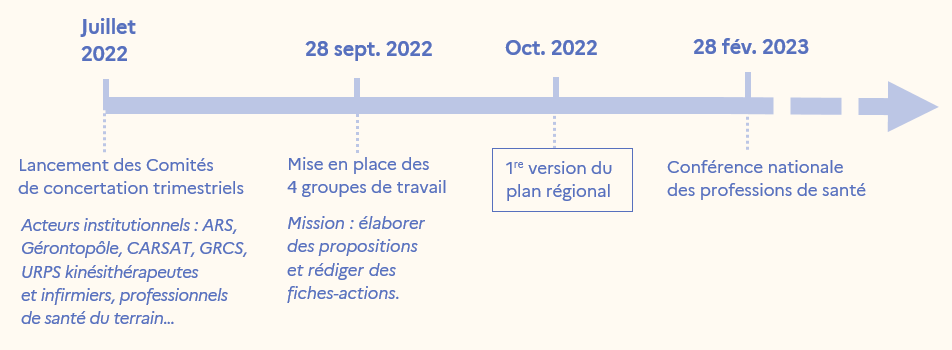 Juillet
2022
28 sept. 2022
Oct. 2022
28 fév. 2023
Lancement des Comités
de concertation trimestriels
Acteurs institutionnels : ARS,
Gérontopôle, CARSAT, GRCS,
URPS kinésithérapeutes
et infirmiers, professionnels
de santé du terrain...
Mise en place des
4 groupes de travail
Mission : élaborer
des propositions
et rédiger des
fiches-actions.
1re version du
plan régional
Conférence nationale
des professions de santé